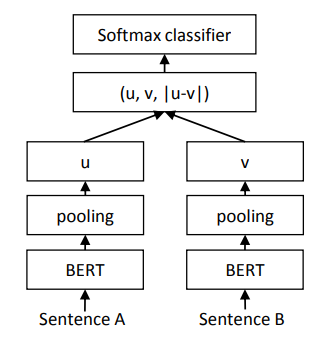 Softmax classifier
(u, v, |u-v|)
u v
pooling pooling
BERT BERT
Sentence A Sentence B